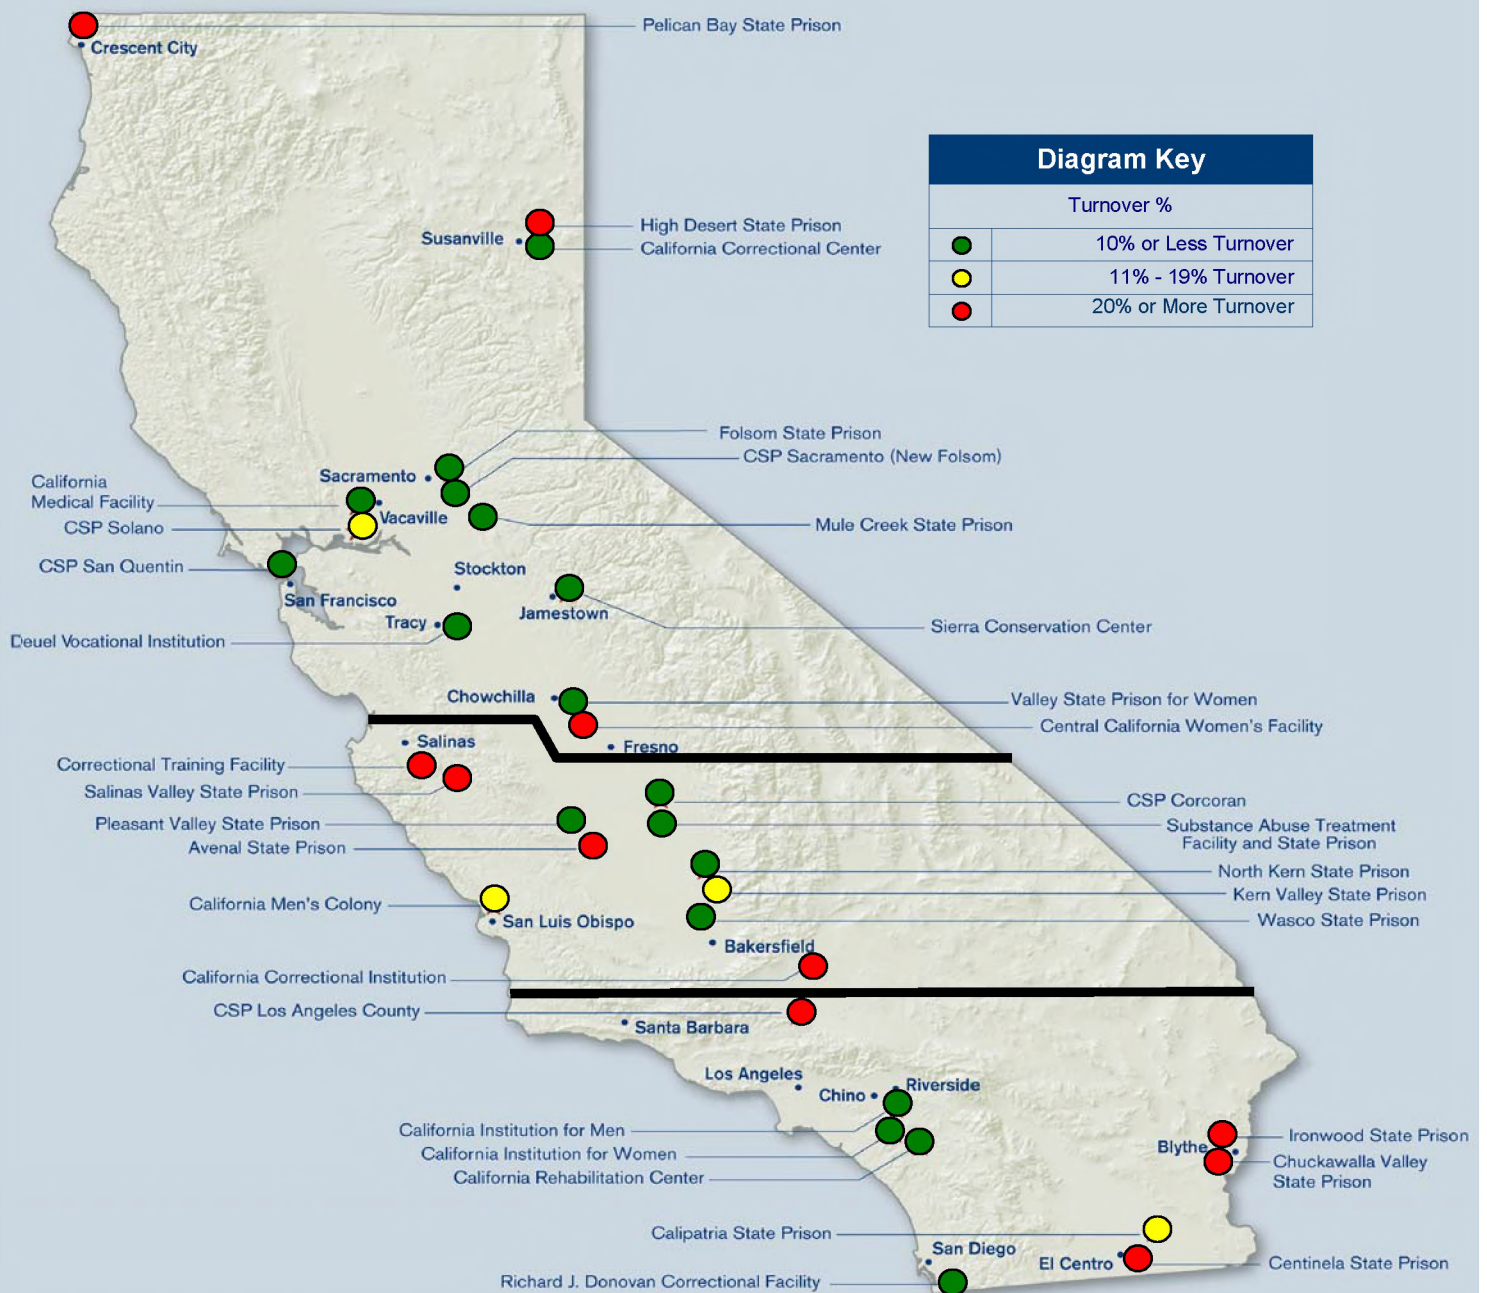 Pelican Bay State Prison
Crescent City
Diagram Key
Turnover %
10% or Less Turnover
11% - 19% Turnover
20% or More Turnover
High Desert State Prison
Susanville
California Correctional Center
Folsom State Prison
CSP Sacramento (New Folsom)
Sacramento
California
Medical Facility
Vacaville
CSP Solano
Mule Creek State Prison
CSP San Quentin
Stockton
San Francisco
Jamestown
Tracy
Sierra Conservation Center
Deuel Vocational Institution
Chowchilla
Valley State Prison for Women
Central California Women's Facility
Salinas
Fresno
Correctional Training Facility
Salinas Valley State Prison
CSP Corcoran
Pleasant Valley State Prison
Substance Abuse Treatment
Facility and State Prison
Avenal State Prison
North Kern State Prison
Kern Valley State Prison
California Men's Colony
San Luis Obispo
Wasco State Prison
Bakersfield
California Correctional Institution
CSP Los Angeles County
Santa Barbara
Los Angeles
Riverside
Chino
California Institution for Men
California Institution for Women
California Rehabilitation Center
Ironwood State Prison
Blythe
Chuckawalla Valley
State Prison
Calipatria State Prison
San Diego
El Centro
Centinela State Prison
Richard J. Donovan Correctional Facility